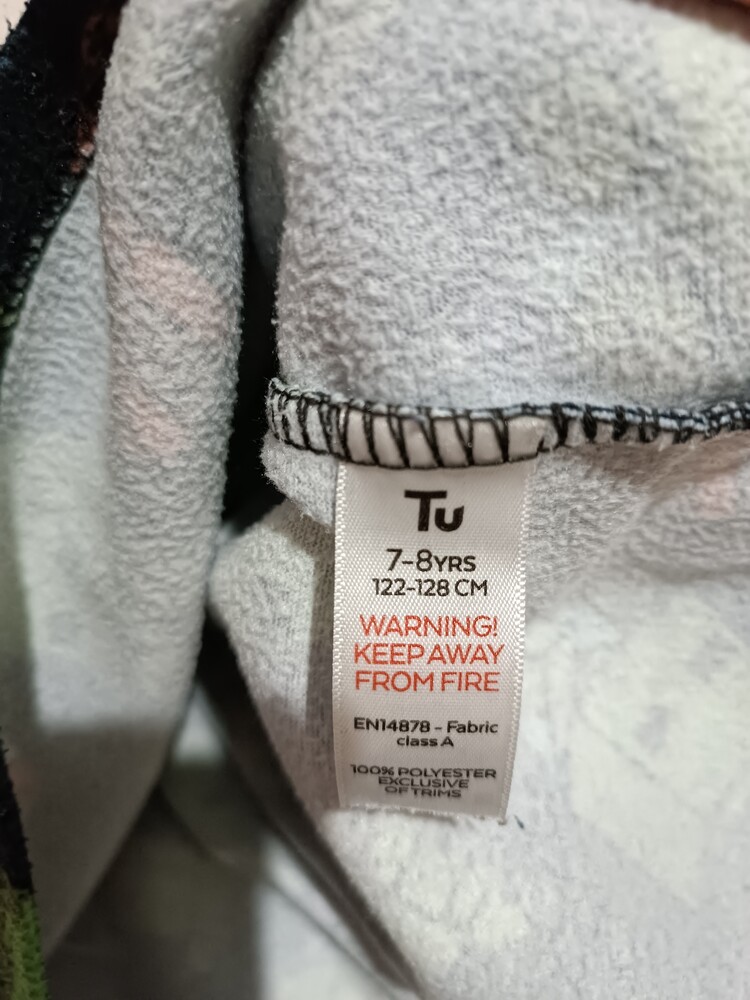 Tu
7-8YRS
122-128 CM
WARNING!
KEEP AWAY
FROM FIRE
EN14878 - Fabric
class A
100% POLYESTER
EXCLUSIVE
OF TRIMS